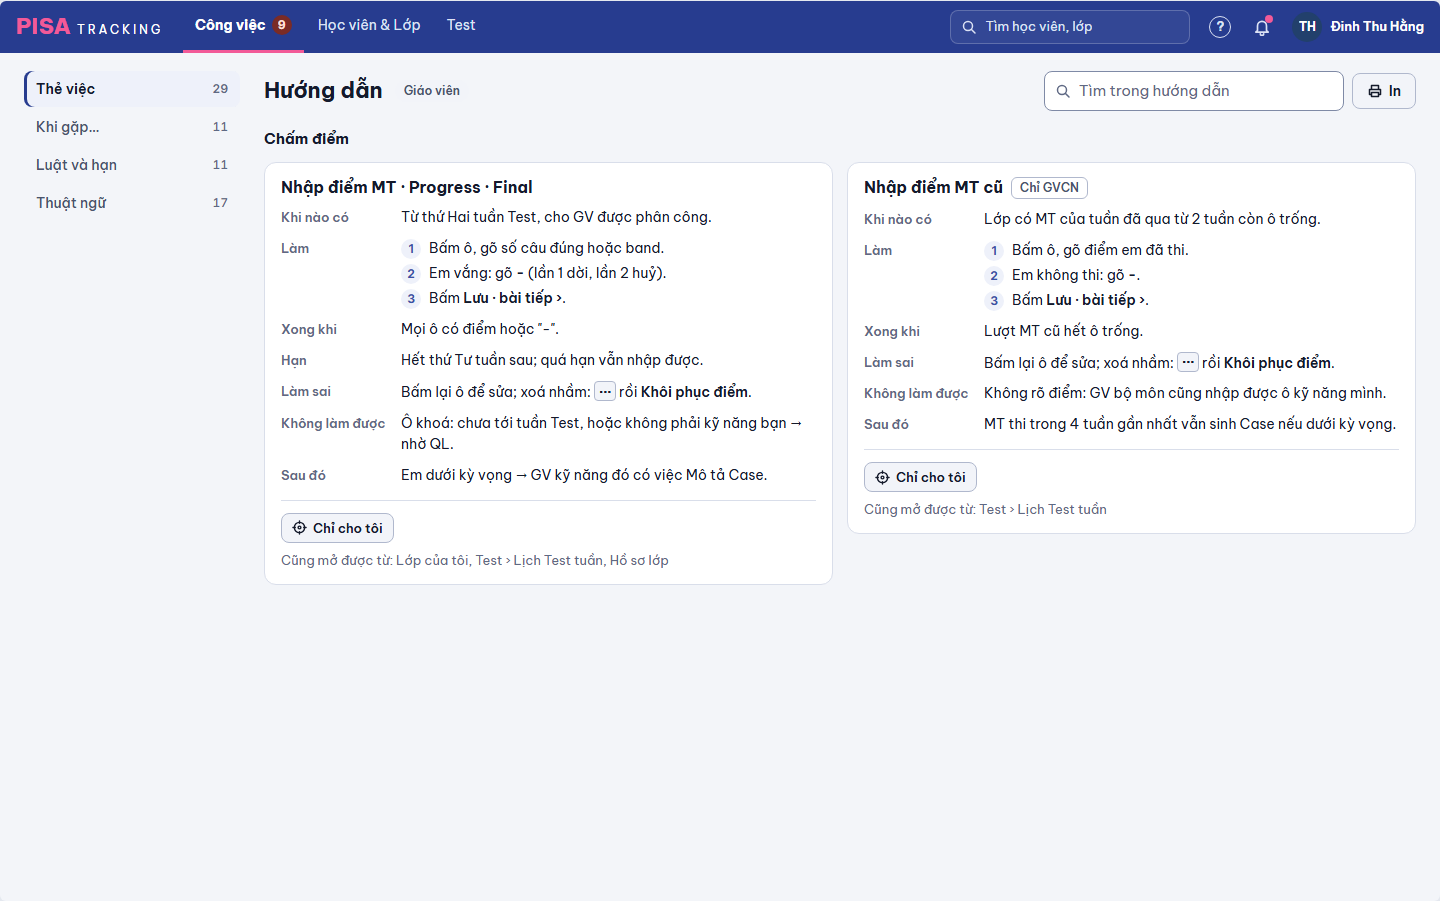 PISA TRACKING Công việc 9 Học viên & Lớp Test Tìm học viên, lớp ? TH Đinh Thu Hằng
Thẻ việc 29
Khi gặp... 11
Luật và hạn 11
Thuật ngữ 17
Hướng dẫn Giáo viên Tìm trong hướng dẫn In
Chấm điểm
Nhập điểm MT · Progress · Final
Khi nào có Từ thứ Hai tuần Test, cho GV được phân công.
Làm 1 Bấm ô, gõ số câu đúng hoặc band.
2 Em vắng: gõ - (lần 1 dời, lần 2 huỷ).
3 Bấm Lưu · bài tiếp ›.
Xong khi Mọi ô có điểm hoặc "-".
Hạn Hết thứ Tư tuần sau; quá hạn vẫn nhập được.
Làm sai Bấm lại ô để sửa; xoá nhầm: ··· rồi Khôi phục điểm.
Không làm được Ô khoá: chưa tới tuần Test, hoặc không phải kỹ năng bạn →
nhờ QL.
Sau đó Em dưới kỳ vọng → GV kỹ năng đó có việc Mô tả Case.
Chỉ cho tôi
Cũng mở được từ: Lớp của tôi, Test › Lịch Test tuần, Hồ sơ lớp
Nhập điểm MT cũ Chỉ GVCN
Khi nào có Lớp có MT của tuần đã qua từ 2 tuần còn ô trống.
Làm 1 Bấm ô, gõ điểm em đã thi.
2 Em không thi: gõ -.
3 Bấm Lưu · bài tiếp ›.
Xong khi Lượt MT cũ hết ô trống.
Làm sai Bấm lại ô để sửa; xoá nhầm: ··· rồi Khôi phục điểm.
Không làm được Không rõ điểm: GV bộ môn cũng nhập được ô kỹ năng mình.
Sau đó MT thi trong 4 tuần gần nhất vẫn sinh Case nếu dưới kỳ vọng.
Chỉ cho tôi
Cũng mở được từ: Test › Lịch Test tuần